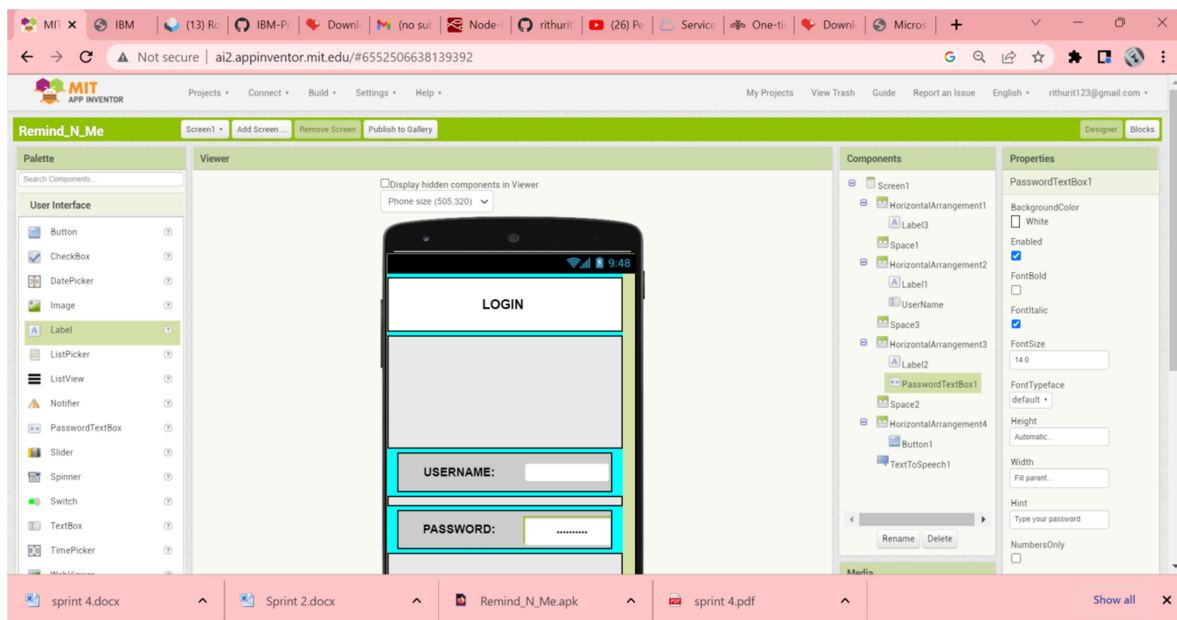 MIT
IBM
(13) Ro
IBM-Pr
Downl
(no sub
Node-
rithurit
(26) Pe
Service
One-tir
Downl
Micros
Not secure
ai2.appinventor.mit.edu/#6552506638139392
MIT
APP INVENTOR
Projects
Connect
Build
Settings
Help
My Projects
View Trash
Guide
Report an Issue
English
rithurit123@gmail.com
Remind_N_Me
Screen1
Add Screen ...
Remove Screen
Publish to Gallery
Designer
Blocks
Palette
Search Components...
User Interface
Button
CheckBox
DatePicker
Image
Label
ListPicker
ListView
Notifier
PasswordTextBox
Slider
Spinner
Switch
TextBox
TimePicker
WebViewer
Viewer
Display hidden components in Viewer
Phone size (505,320)
9:48
LOGIN
USERNAME:
PASSWORD:
Components
Screen1
HorizontalArrangement1
Label3
Space1
HorizontalArrangement2
Label1
UserName
Space3
HorizontalArrangement3
Label2
PasswordTextBox1
Space2
HorizontalArrangement4
Button1
TextToSpeech1
Rename
Delete
Media
Properties
PasswordTextBox1
BackgroundColor
White
Enabled
FontBold
FontItalic
FontSize
14.0
FontTypeface
default
Height
Automatic...
Width
Fill parent...
Hint
Type your password
NumbersOnly
sprint 4.docx
Sprint 2.docx
Remind_N_Me.apk
sprint 4.pdf
Show all